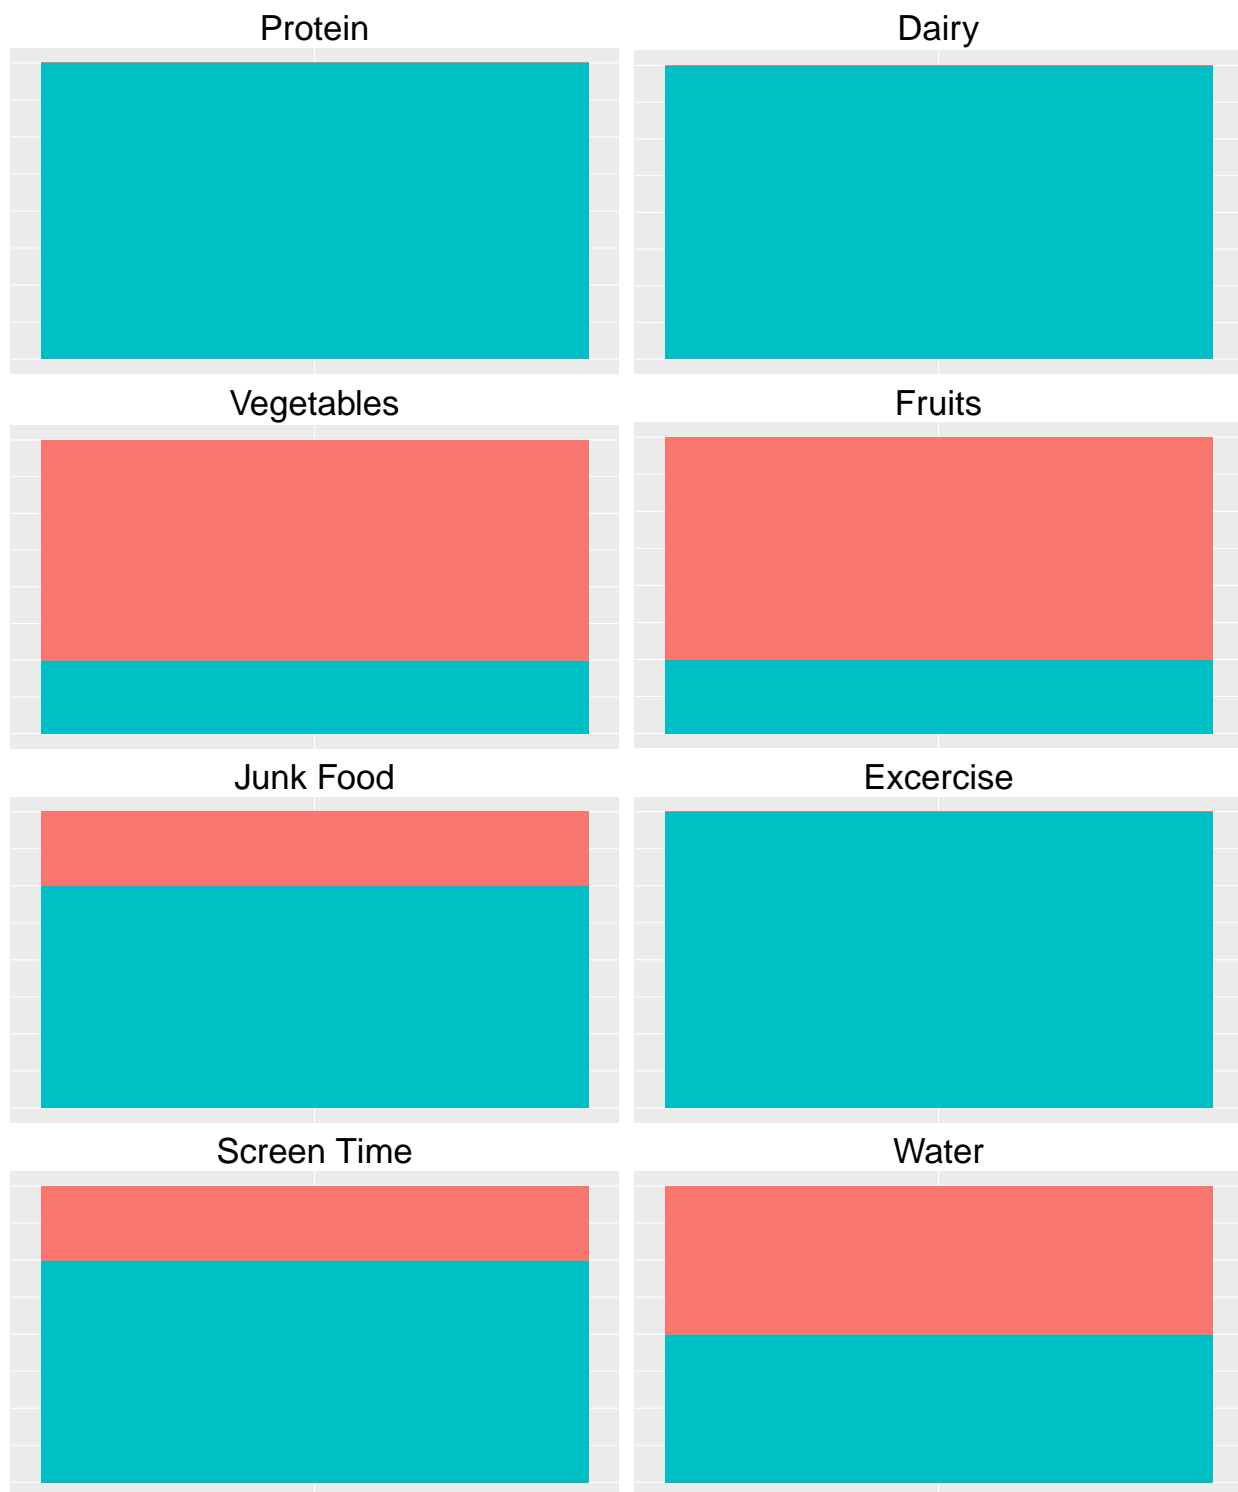 Protein
Dairy
Vegetables
Fruits
Junk Food
Excercise
Screen Time
Water